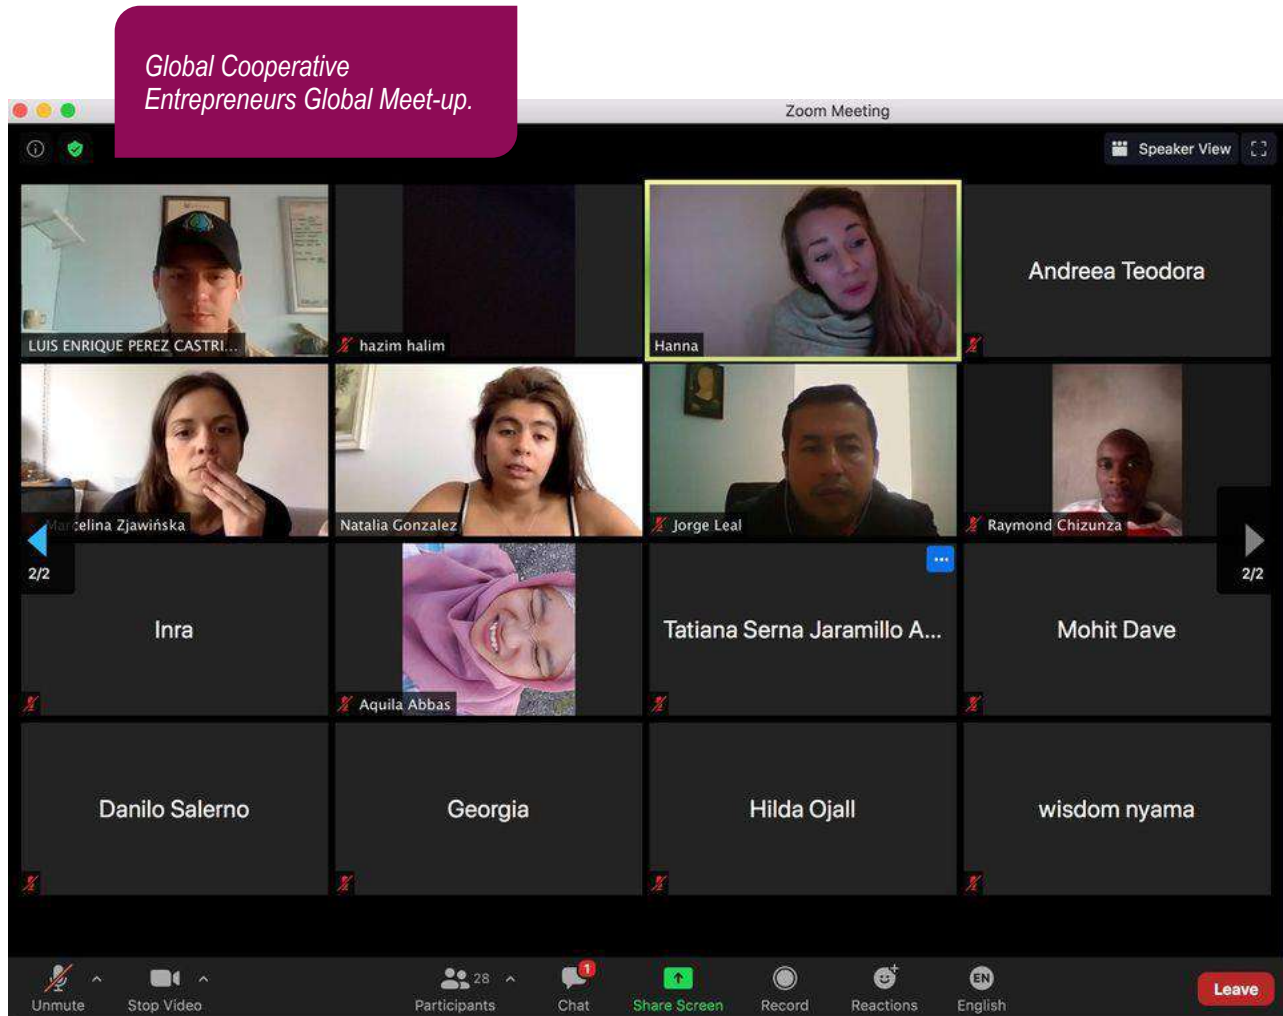 Global Cooperative
Entrepreneurs Global Meet-up.
Zoom Meeting
Speaker View
LUIS ENRIQUE PEREZ CASTRI...
hazim halim
Hanna
Andreea Teodora
Marcelina Zjawińska
Natalia Gonzalez
Jorge Leal
Raymond Chizunza
2/2
2/2
Inra
Aquila Abbas
Tatiana Serna Jaramillo A...
Mohit Dave
Danilo Salerno
Georgia
Hilda Ojall
wisdom nyama
Unmute
Stop Video
28
Participants
1
Chat
Share Screen
Record
Reactions
EN
English
Leave